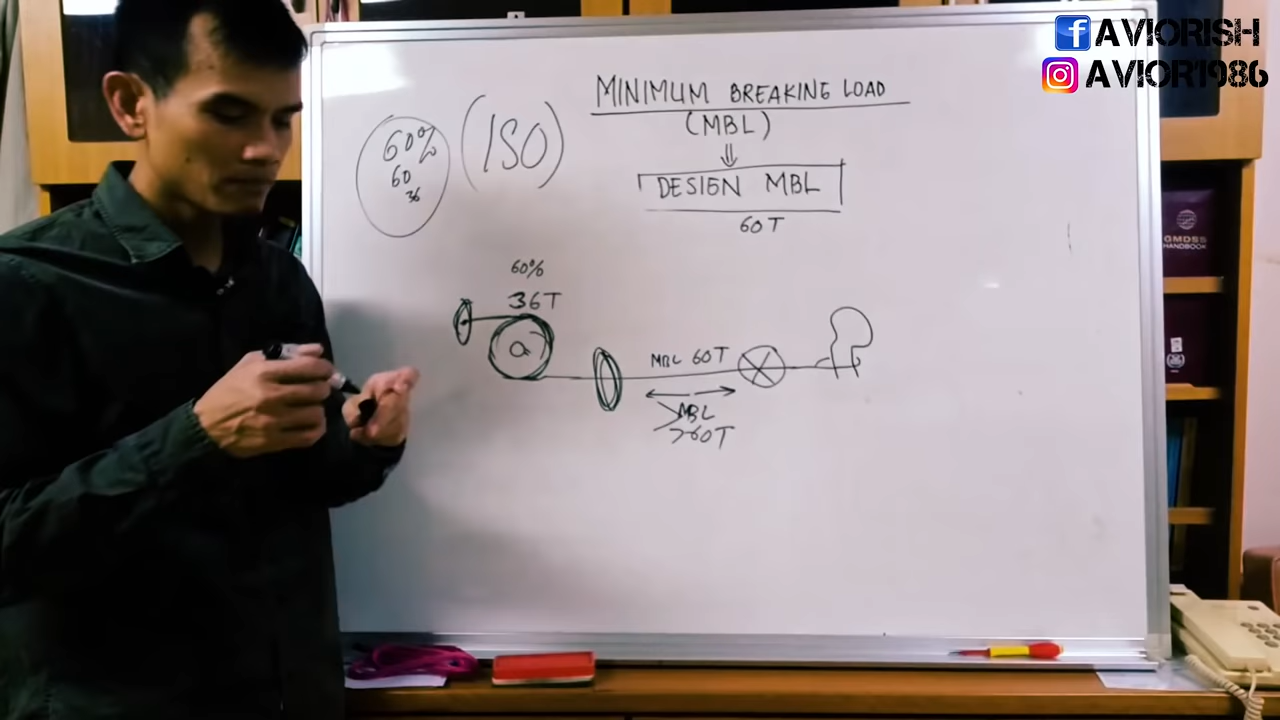 AVIORISH
AVIOR1986
MINIMUM BREAKING LOAD
(MBL)
DESIGN MBL
60T
60%
60
36
(ISO)
60%
36T
MBL 60T
MBL
>60T
GMDSS
HANDBOOK